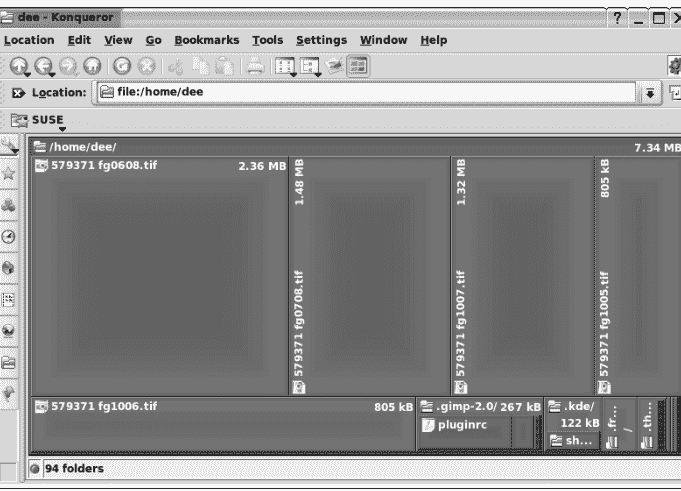 dee - Konqueror
Location Edit View Go Bookmarks Tools Settings Window Help
Location: file:/home/dee
SUSE
/home/dee/ 7.34 MB
579371 fg0608.tif 2.36 MB
579371 fg0708.tif 1.48 MB
579371 fg1007.tif 1.32 MB
579371 fg1005.tif 805 kB
579371 fg1006.tif 805 kB
.gimp-2.0/ 267 kB
pluginrc
.kde/
122 kB
sh...
.fr... /
.th...
94 folders